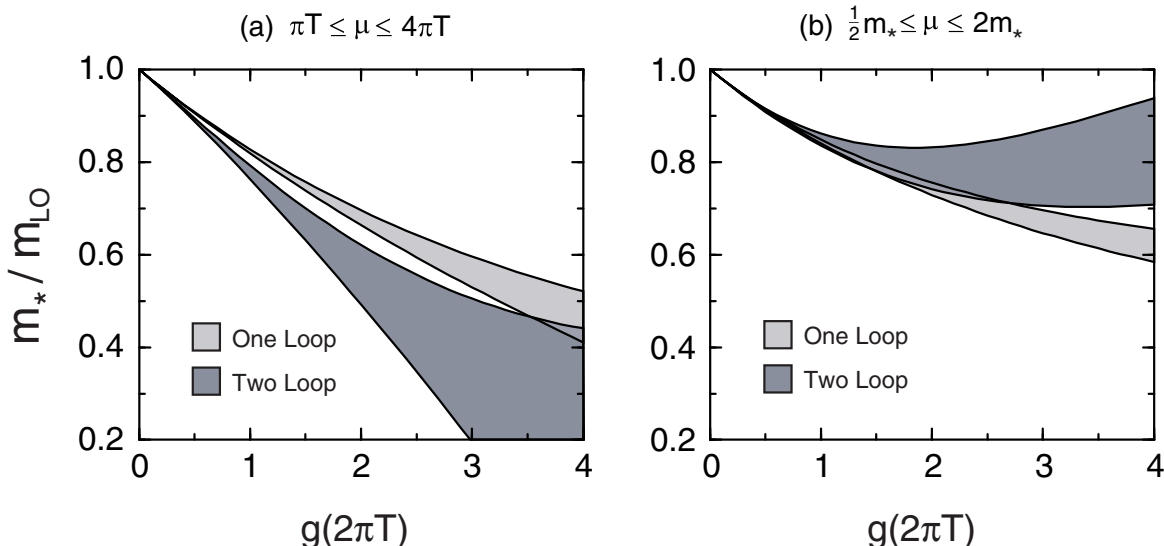 (a) πT ≤ μ ≤ 4πT
(b) ½m* ≤ μ ≤ 2m*
m* / m_LO
1.0
0.8
0.6
0.4
0.2
One Loop
Two Loop
0 1 2 3 4
g(2πT)
1.0
0.8
0.6
0.4
0.2
One Loop
Two Loop
0 1 2 3 4
g(2πT)